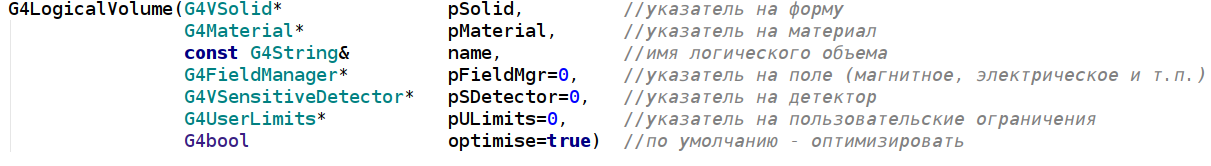 G4LogicalVolume(G4VSolid* pSolid, //указатель на форму
G4Material* pMaterial, //указатель на материал
const G4String& name, //имя логического объема
G4FieldManager* pFieldMgr=0, //указатель на поле (магнитное, электрическое и т.п.)
G4VSensitiveDetector* pSDetector=0, //указатель на детектор
G4UserLimits* pULimits=0, //указатель на пользовательские ограничения
G4bool optimise=true) //по умолчанию - оптимизировать